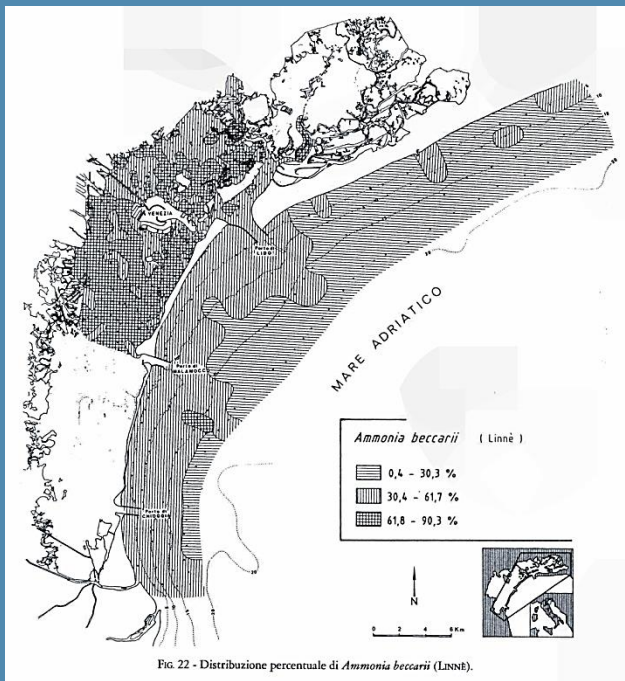 VENEZIA
Porto di
LIDO
MARE ADRIATICO
Porto di
MALAMOCCO
Porto di
CHIOGGIA
Ammonia beccarii ( Linnè )
0,4 - 30,3 %
30,4 - 61,7 %
61,8 - 90,3 %
N
0 2 4 6 Km
FIG. 22 - Distribuzione percentuale di Ammonia beccarii (LINNÈ).